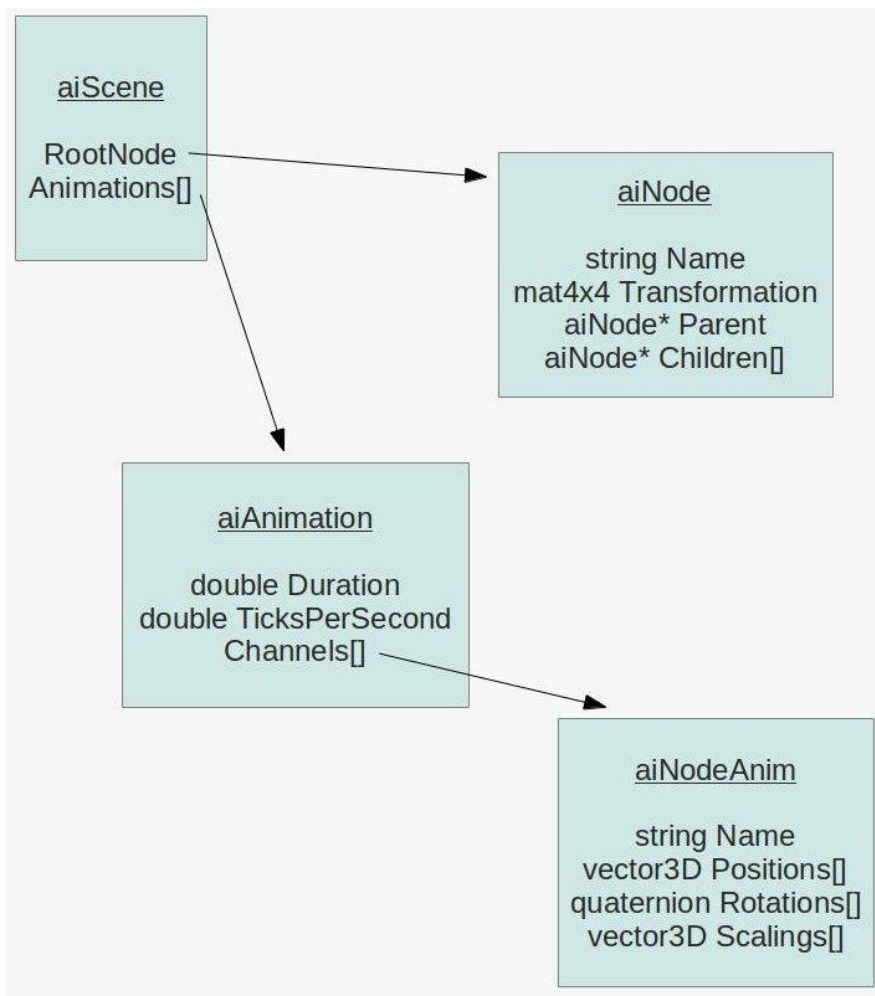 aiScene
RootNode
Animations[]
aiNode
string Name
mat4x4 Transformation
aiNode* Parent
aiNode* Children[]
aiAnimation
double Duration
double TicksPerSecond
Channels[]
aiNodeAnim
string Name
vector3D Positions[]
quaternion Rotations[]
vector3D Scalings[]